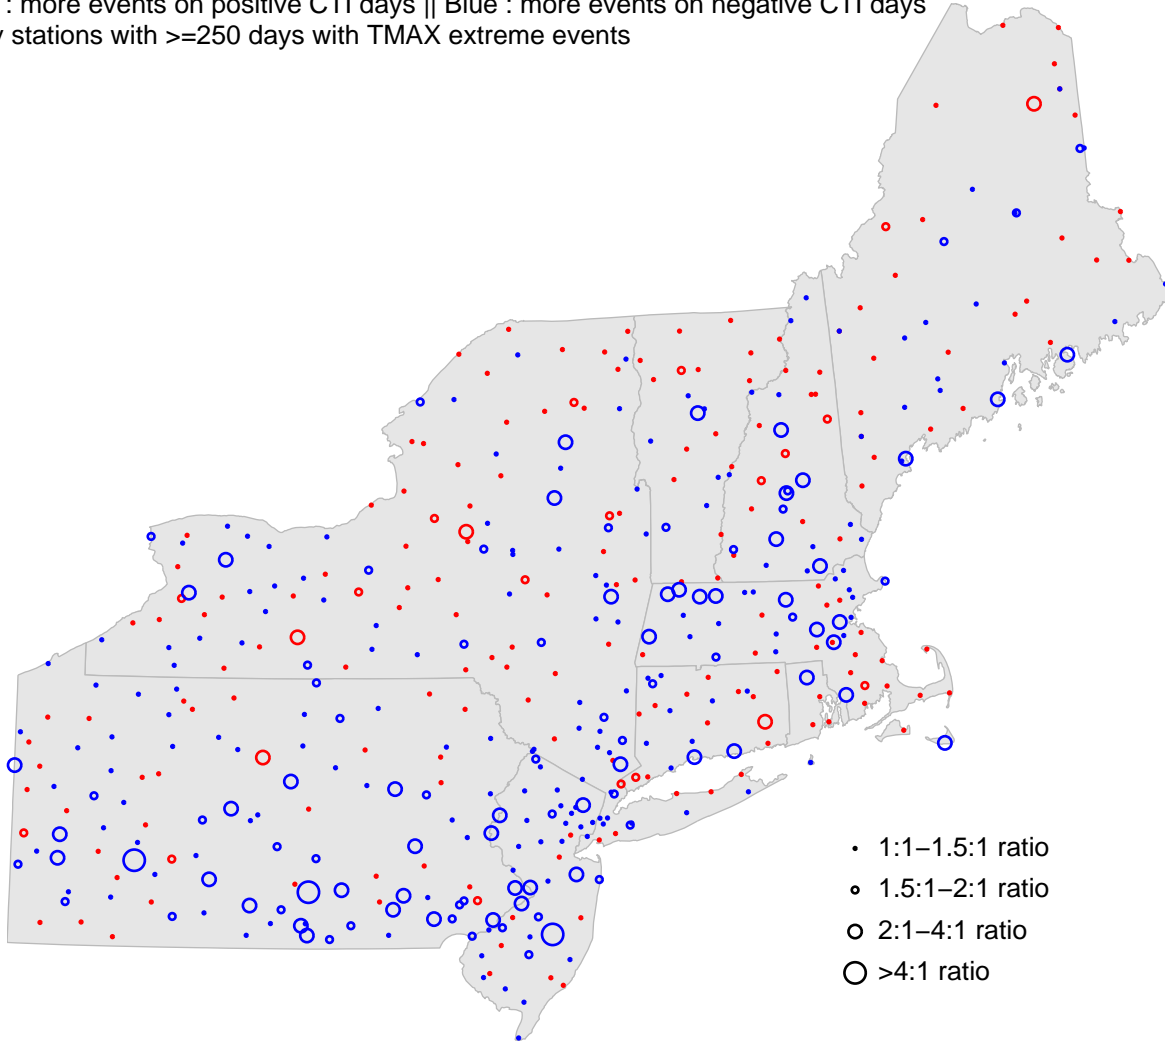 : more events on positive CTI days || Blue : more events on negative CTI days
stations with >=250 days with TMAX extreme events
1:1−1.5:1 ratio
1.5:1−2:1 ratio
2:1−4:1 ratio
>4:1 ratio